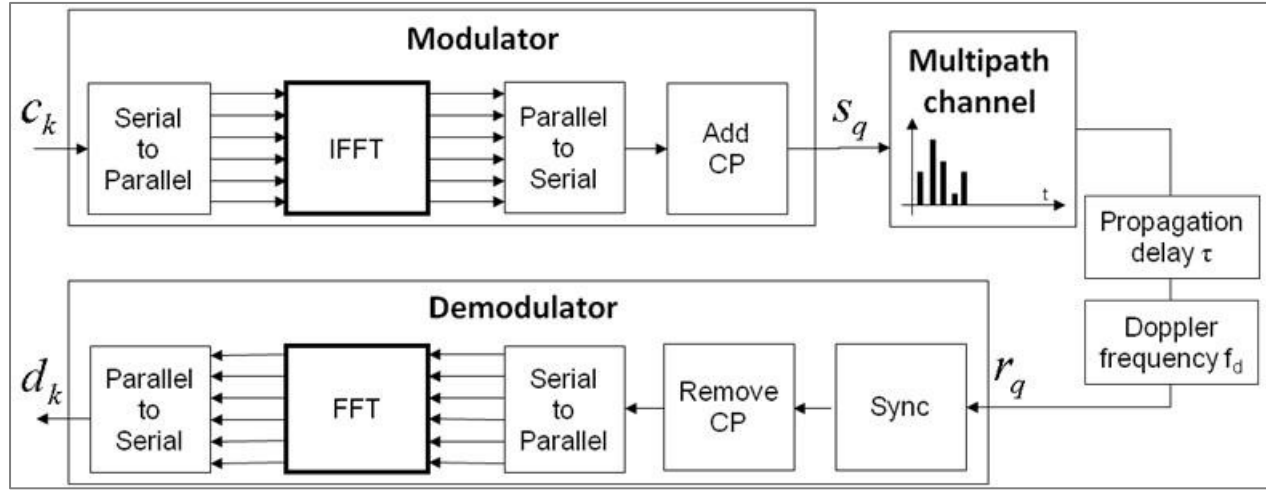 Modulator
c_k
Serial
to
Parallel
IFFT
Parallel
to
Serial
Add
CP
s_q
Multipath
channel
t
Propagation
delay τ
Doppler
frequency f_d
Demodulator
d_k
Parallel
to
Serial
FFT
Serial
to
Parallel
Remove
CP
Sync
r_q